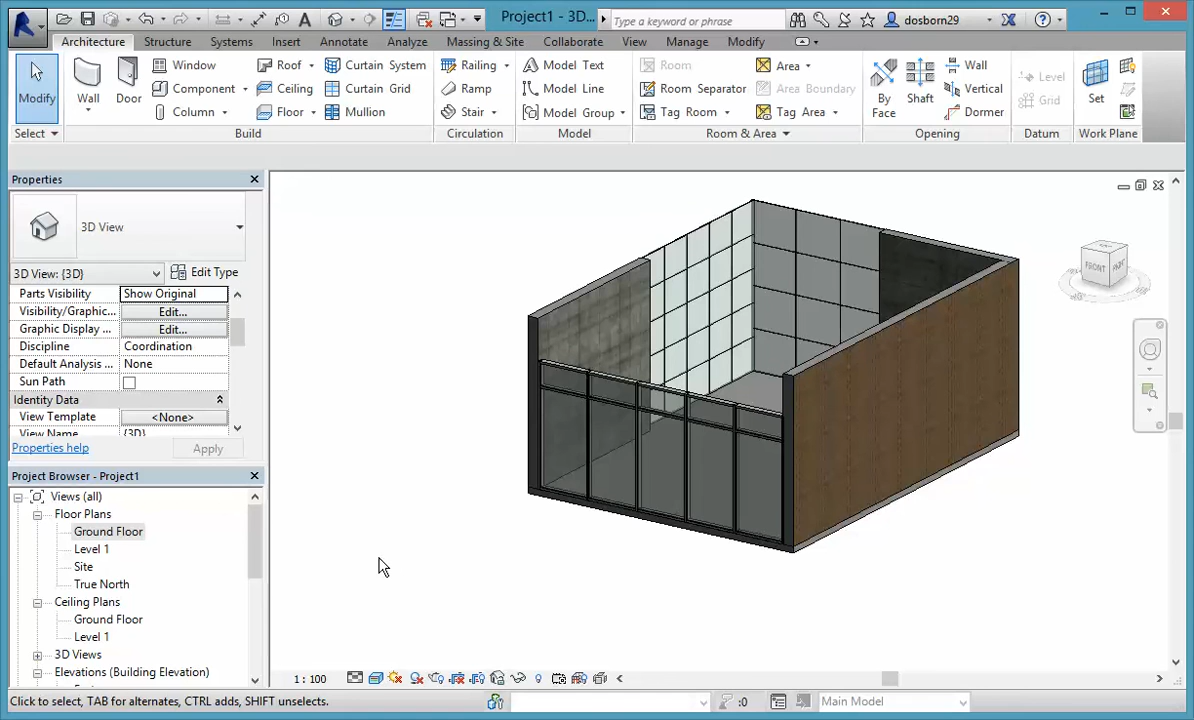 Project1 - 3D...
Type a keyword or phrase
dosborn29
Architecture Structure Systems Insert Annotate Analyze Massing & Site Collaborate View Manage Modify
Modify
Select
Wall
Door
Window
Component
Column
Roof
Ceiling
Floor
Curtain System
Curtain Grid
Mullion
Build
Railing
Ramp
Stair
Circulation
Model Text
Model Line
Model Group
Model
Room
Room Separator
Tag Room
Area
Area Boundary
Tag Area
Room & Area
By
Face
Shaft
Wall
Vertical
Dormer
Opening
Level
Grid
Datum
Set
Work Plane
Properties
3D View
3D View: {3D}
Edit Type
Parts Visibility Show Original
Visibility/Graphic... Edit...
Graphic Display ... Edit...
Discipline Coordination
Default Analysis ... None
Sun Path
Identity Data
View Template <None>
View Name {3D}
Properties help
Apply
Project Browser - Project1
Views (all)
Floor Plans
Ground Floor
Level 1
Site
True North
Ceiling Plans
Ground Floor
Level 1
3D Views
Elevations (Building Elevation)
FRONT
1 : 100
Click to select, TAB for alternates, CTRL adds, SHIFT unselects.
:0
Main Model